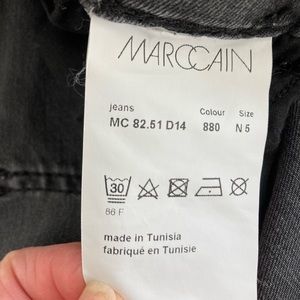 MARCCAIN
jeans Colour Size
MC 82.51 D14 880 N 5
30
86 F
made in Tunisia
fabriqué en Tunisie